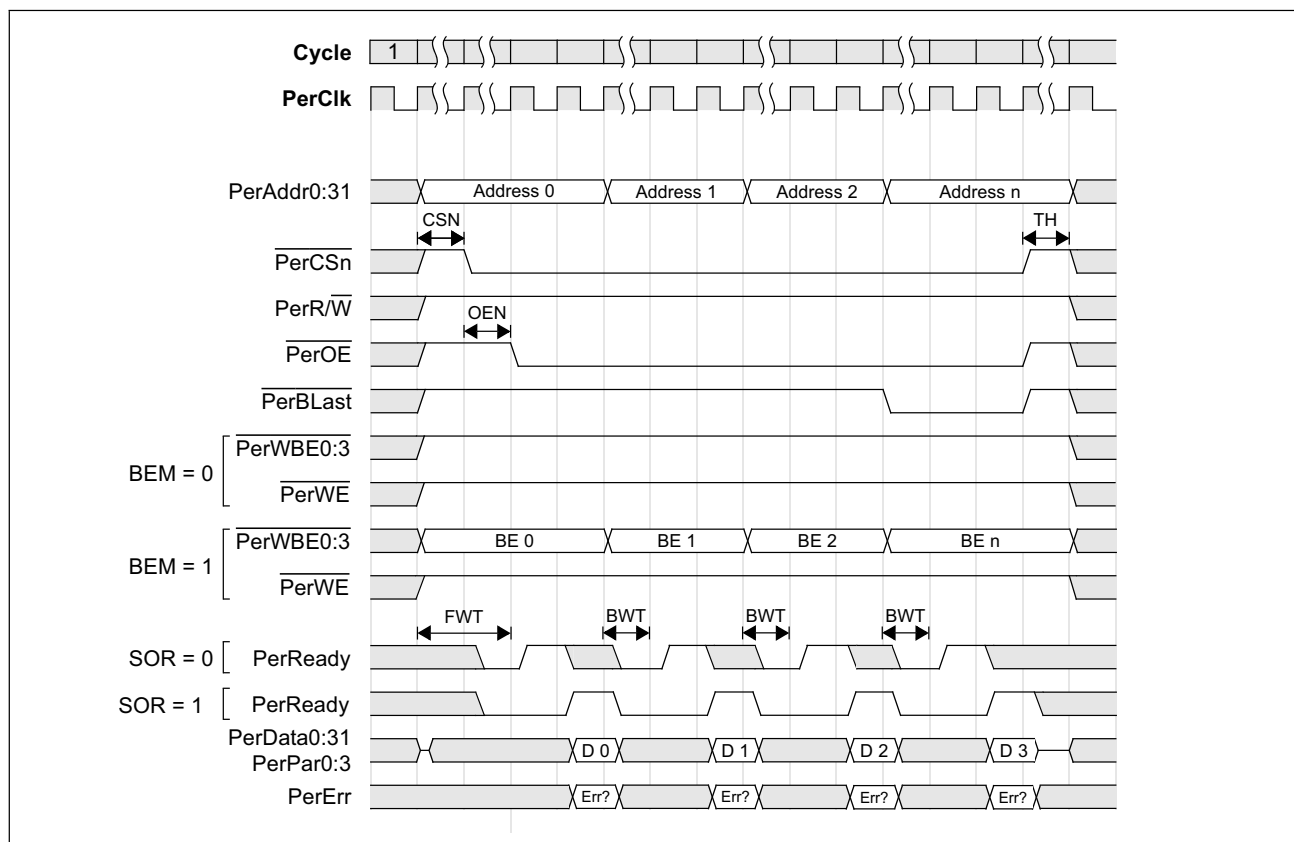 Cycle 1
PerClk
PerAddr0:31 Address 0 Address 1 Address 2 Address n
CSN TH
PerCSn
PerR/W
OEN
PerOE
PerBLast
BEM = 0 PerWBE0:3
PerWE
BEM = 1 PerWBE0:3 BE 0 BE 1 BE 2 BE n
PerWE
FWT BWT BWT BWT
SOR = 0 PerReady
SOR = 1 PerReady
PerData0:31
PerPar0:3 D 0 D 1 D 2 D 3
PerErr Err? Err? Err? Err?